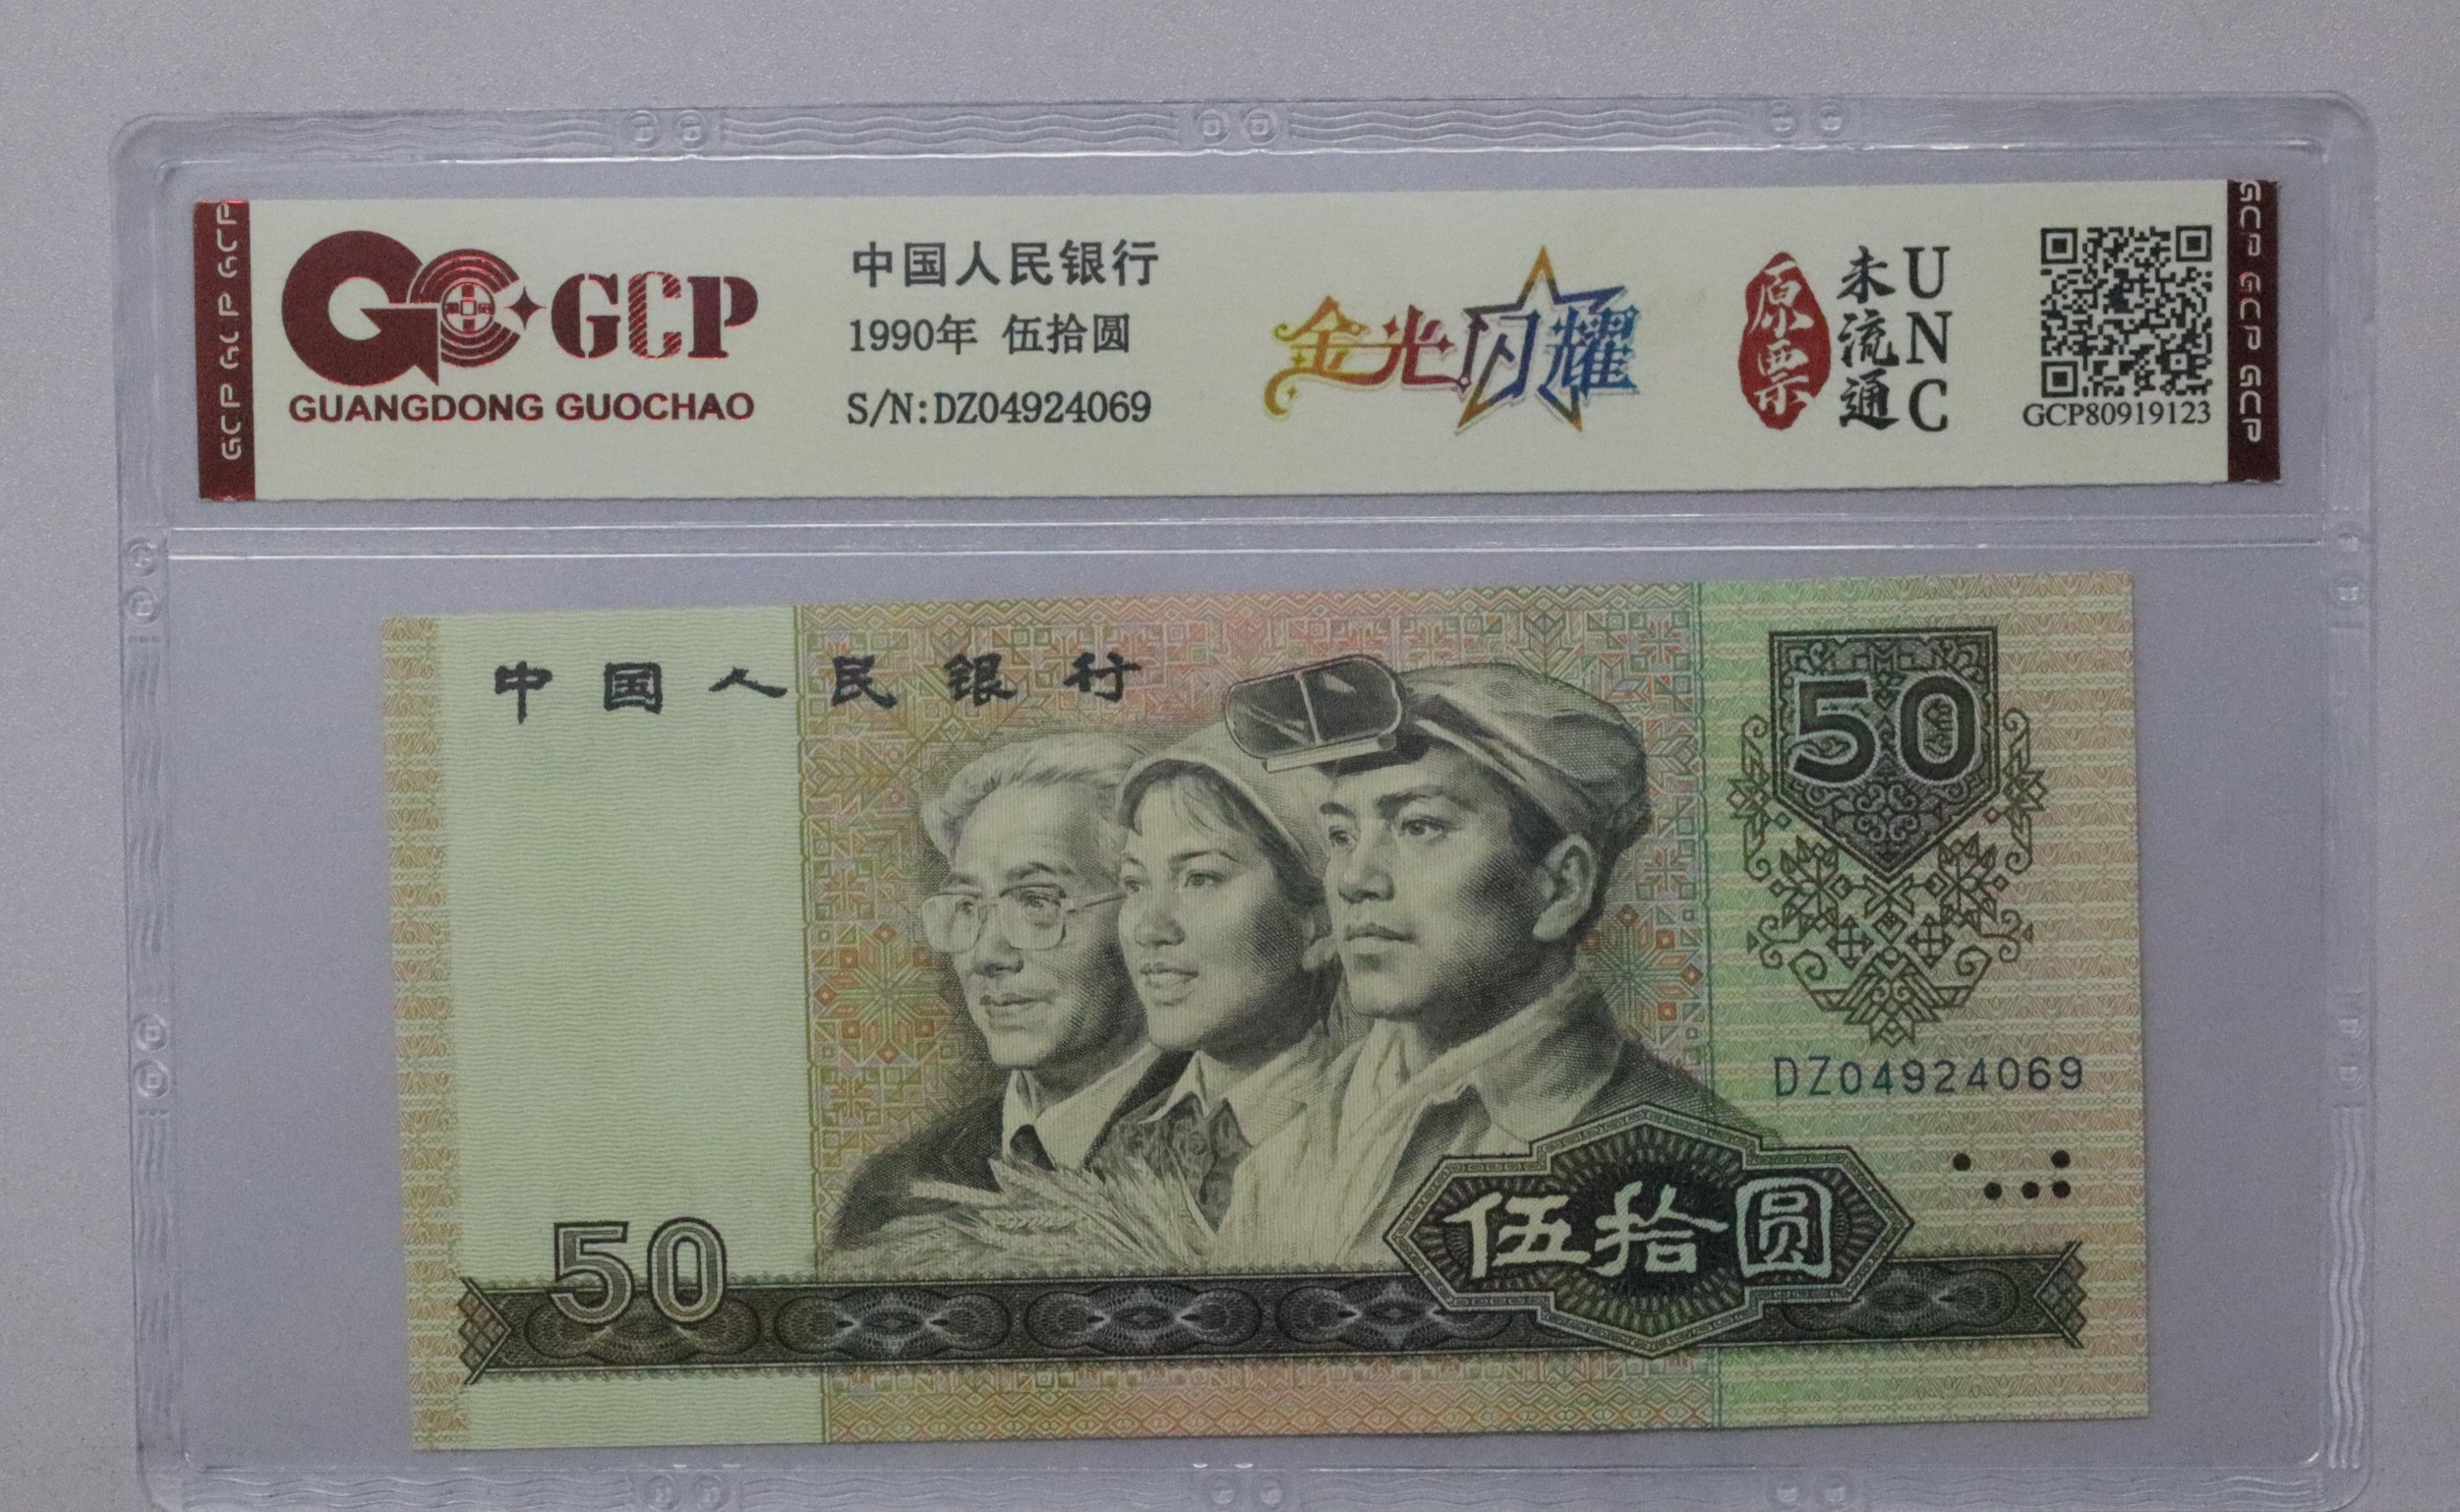 GCP GCP GCP
GCP
GUANGDONG GUOCHAO
中国人民银行
1990年 伍拾圆
S/N:DZ04924069
金光闪耀
原票
未流通
UNC
GCP80919123
GCP GCP GCP
中国人民银行
50
DZ04924069
伍拾圆
50